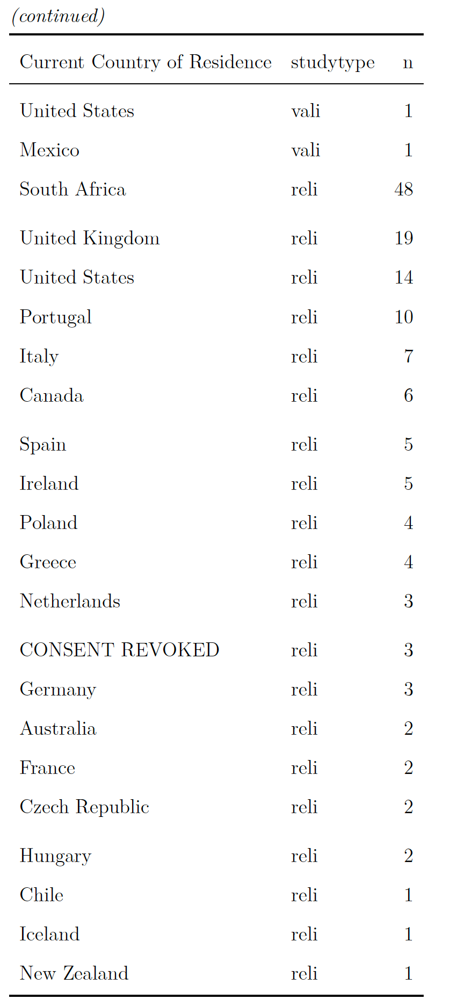 (continued)
Current Country of Residence studytype n
United States vali 1
Mexico vali 1
South Africa reli 48
United Kingdom reli 19
United States reli 14
Portugal reli 10
Italy reli 7
Canada reli 6
Spain reli 5
Ireland reli 5
Poland reli 4
Greece reli 4
Netherlands reli 3
CONSENT REVOKED reli 3
Germany reli 3
Australia reli 2
France reli 2
Czech Republic reli 2
Hungary reli 2
Chile reli 1
Iceland reli 1
New Zealand reli 1